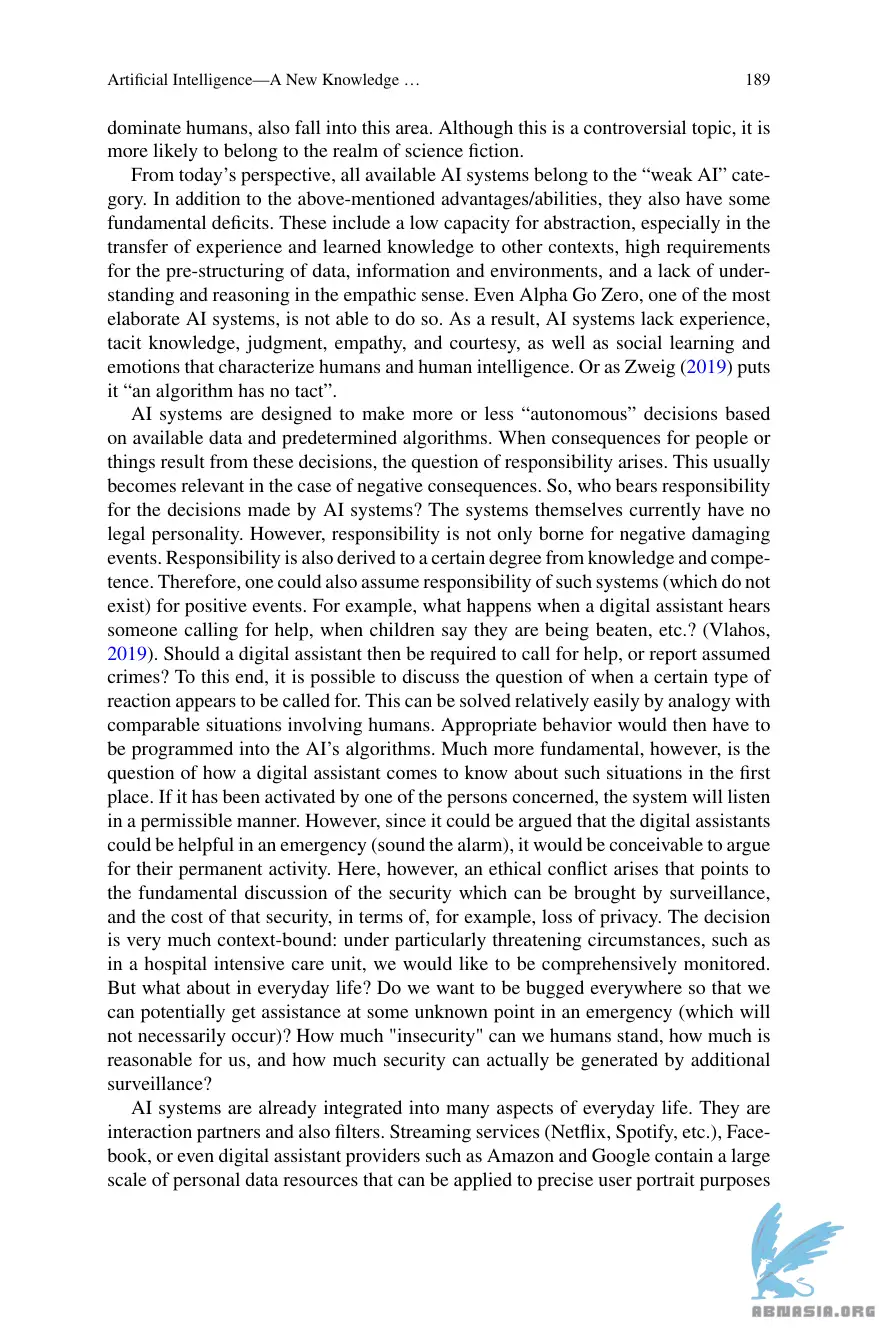 Artificial Intelligence—A New Knowledge … 189
dominate humans, also fall into this area. Although this is a controversial topic, it is
more likely to belong to the realm of science fiction.
From today’s perspective, all available AI systems belong to the “weak AI” cate-
gory. In addition to the above-mentioned advantages/abilities, they also have some
fundamental deficits. These include a low capacity for abstraction, especially in the
transfer of experience and learned knowledge to other contexts, high requirements
for the pre-structuring of data, information and environments, and a lack of under-
standing and reasoning in the empathic sense. Even Alpha Go Zero, one of the most
elaborate AI systems, is not able to do so. As a result, AI systems lack experience,
tacit knowledge, judgment, empathy, and courtesy, as well as social learning and
emotions that characterize humans and human intelligence. Or as Zweig (2019) puts
it “an algorithm has no tact”.
AI systems are designed to make more or less “autonomous” decisions based
on available data and predetermined algorithms. When consequences for people or
things result from these decisions, the question of responsibility arises. This usually
becomes relevant in the case of negative consequences. So, who bears responsibility
for the decisions made by AI systems? The systems themselves currently have no
legal personality. However, responsibility is not only borne for negative damaging
events. Responsibility is also derived to a certain degree from knowledge and compe-
tence. Therefore, one could also assume responsibility of such systems (which do not
exist) for positive events. For example, what happens when a digital assistant hears
someone calling for help, when children say they are being beaten, etc.? (Vlahos,
2019). Should a digital assistant then be required to call for help, or report assumed
crimes? To this end, it is possible to discuss the question of when a certain type of
reaction appears to be called for. This can be solved relatively easily by analogy with
comparable situations involving humans. Appropriate behavior would then have to
be programmed into the AI’s algorithms. Much more fundamental, however, is the
question of how a digital assistant comes to know about such situations in the first
place. If it has been activated by one of the persons concerned, the system will listen
in a permissible manner. However, since it could be argued that the digital assistants
could be helpful in an emergency (sound the alarm), it would be conceivable to argue
for their permanent activity. Here, however, an ethical conflict arises that points to
the fundamental discussion of the security which can be brought by surveillance,
and the cost of that security, in terms of, for example, loss of privacy. The decision
is very much context-bound: under particularly threatening circumstances, such as
in a hospital intensive care unit, we would like to be comprehensively monitored.
But what about in everyday life? Do we want to be bugged everywhere so that we
can potentially get assistance at some unknown point in an emergency (which will
not necessarily occur)? How much "insecurity" can we humans stand, how much is
reasonable for us, and how much security can actually be generated by additional
surveillance?
AI systems are already integrated into many aspects of everyday life. They are
interaction partners and also filters. Streaming services (Netflix, Spotify, etc.), Face-
book, or even digital assistant providers such as Amazon and Google contain a large
scale of personal data resources that can be applied to precise user portrait purposes
ABMASIA.ORG